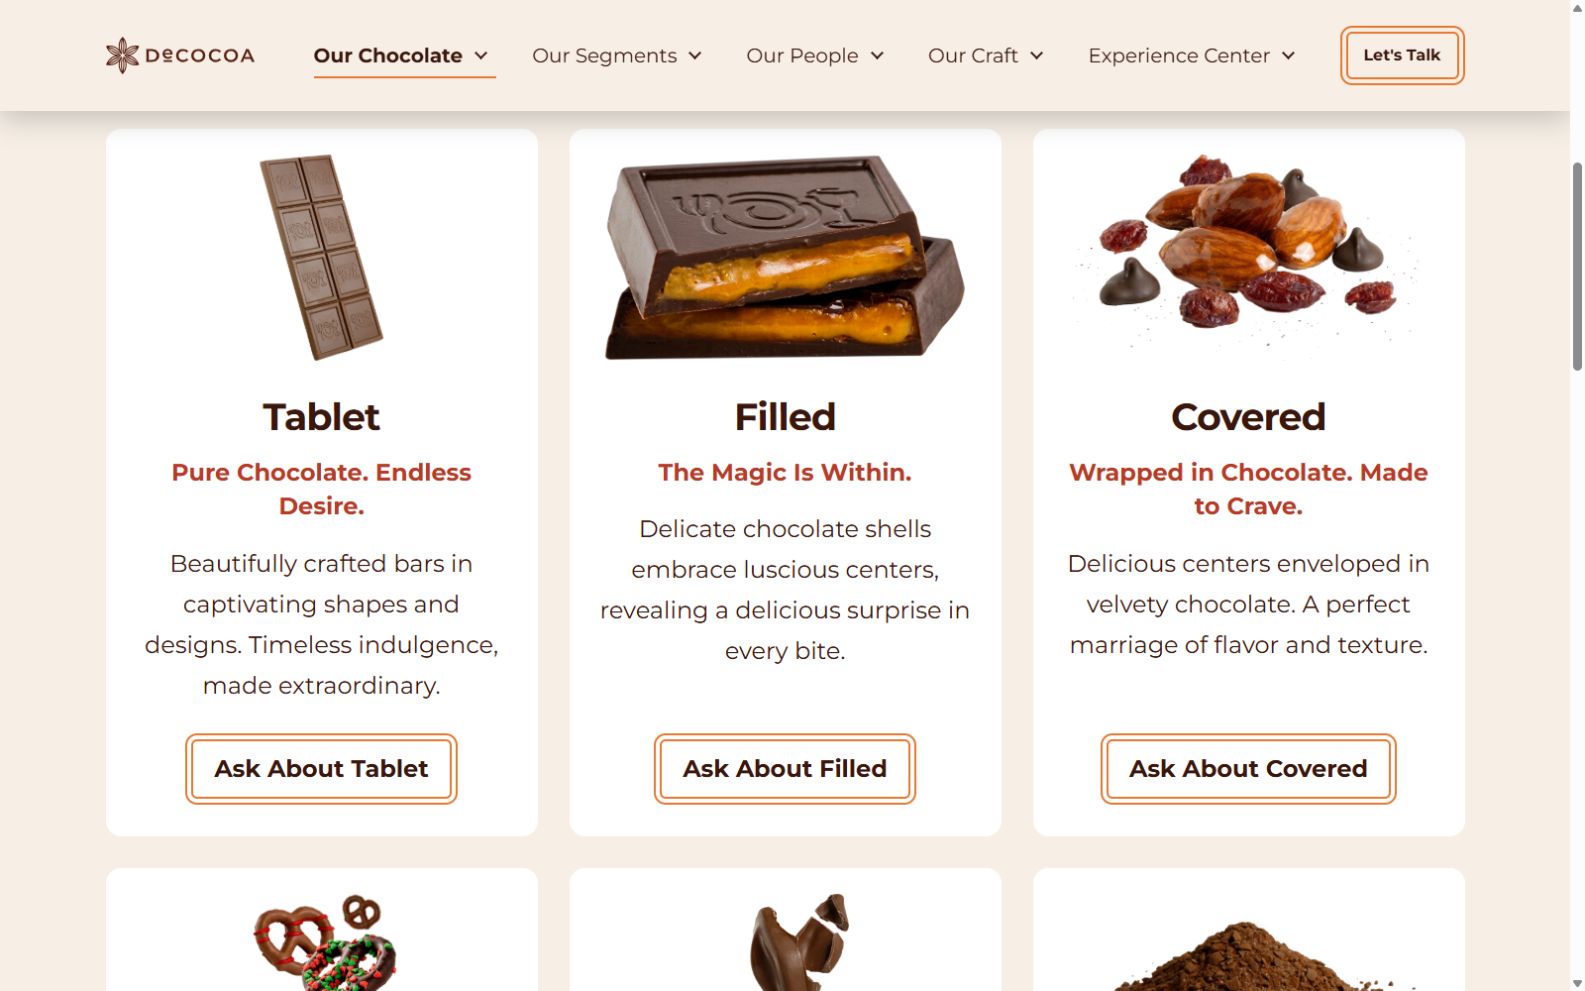 DeCOCOA
Our Chocolate
Our Segments
Our People
Our Craft
Experience Center
Let's Talk
Tablet
Pure Chocolate. Endless
Desire.
Beautifully crafted bars in
captivating shapes and
designs. Timeless indulgence,
made extraordinary.
Ask About Tablet
Filled
The Magic Is Within.
Delicate chocolate shells
embrace luscious centers,
revealing a delicious surprise in
every bite.
Ask About Filled
Covered
Wrapped in Chocolate. Made
to Crave.
Delicious centers enveloped in
velvety chocolate. A perfect
marriage of flavor and texture.
Ask About Covered